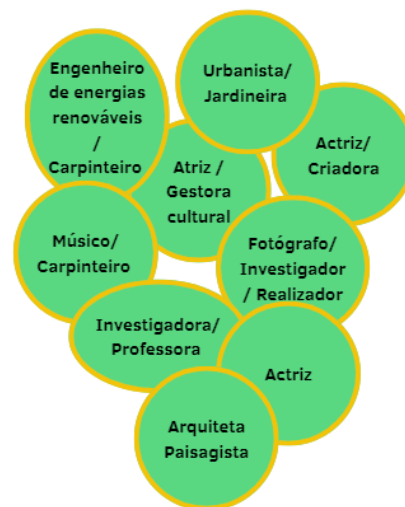 Engenheiro
de energias
renováveis
/
Carpinteiro
Urbanista/
Jardineira
Actriz/
Criadora
Atriz /
Gestora
cultural
Músico/
Carpinteiro
Fotógrafo/
Investigador
/ Realizador
Investigadora/
Professora
Actriz
Arquiteta
Paisagista